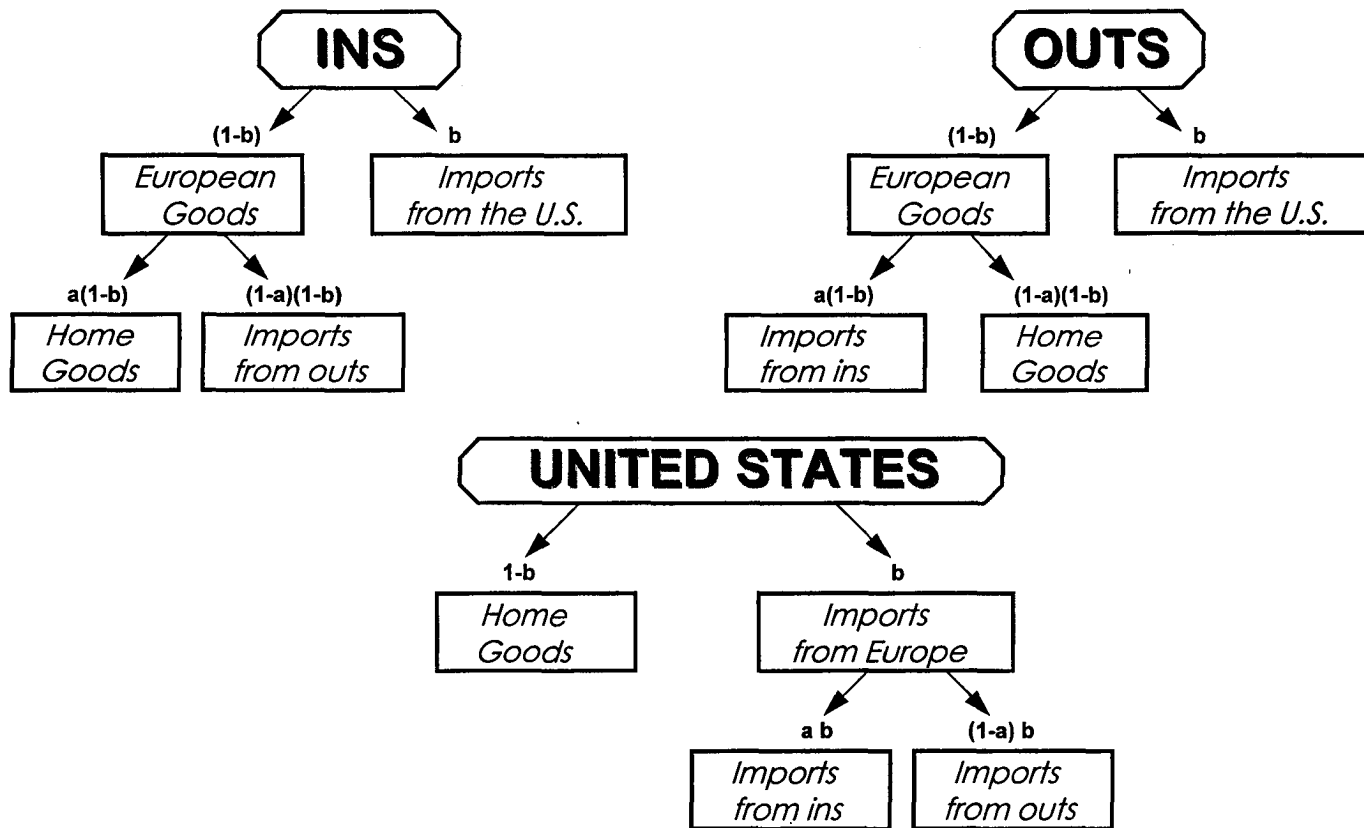 INS
(1-b)
b
European
Goods
Imports
from the U.S.
a(1-b)
(1-a)(1-b)
Home
Goods
Imports
from outs
OUTS
(1-b)
b
European
Goods
Imports
from the U.S.
a(1-b)
(1-a)(1-b)
Imports
from ins
Home
Goods
UNITED STATES
1-b
b
Home
Goods
Imports
from Europe
a b
(1-a) b
Imports
from ins
Imports
from outs